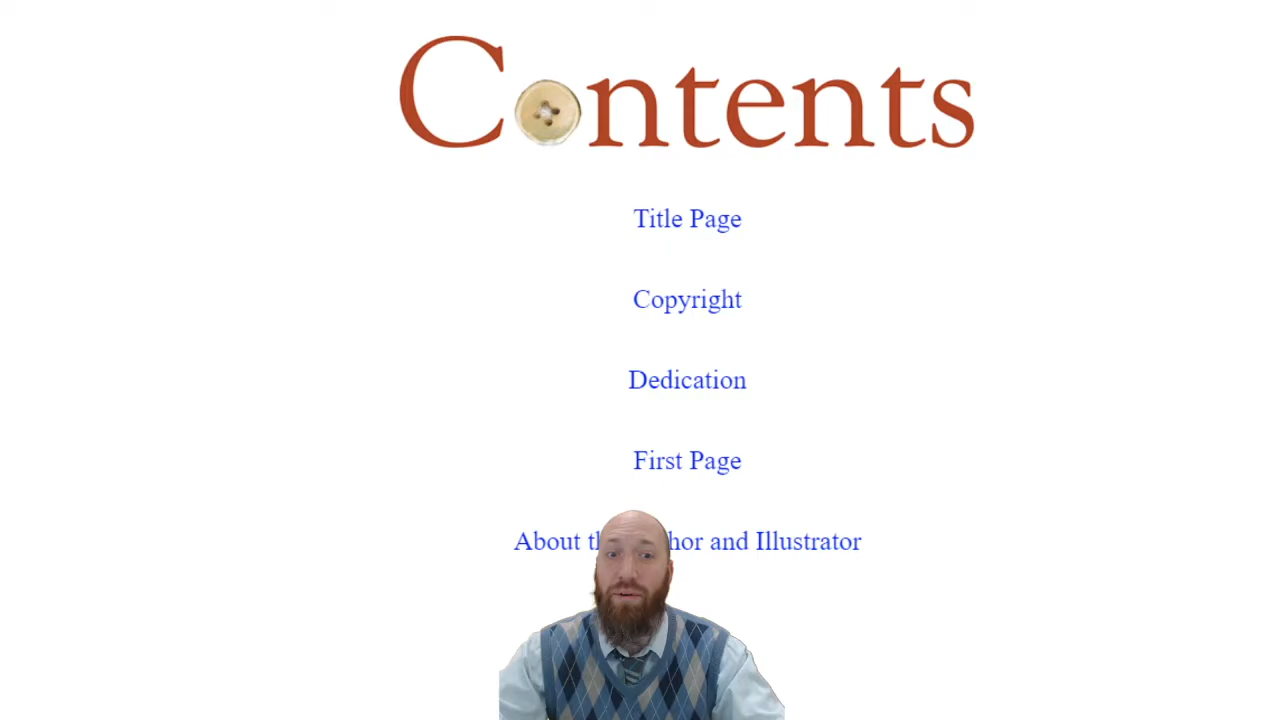 Contents
Title Page
Copyright
Dedication
First Page
About and Illustrator